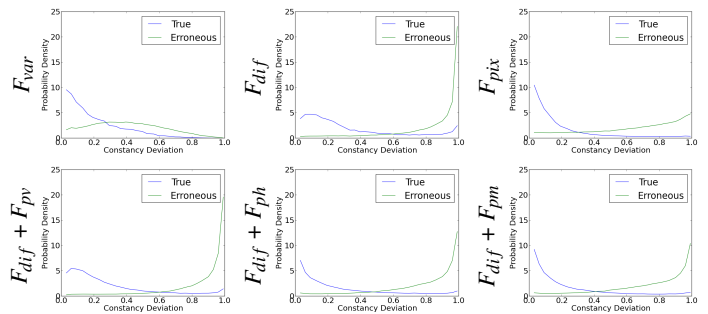 F_var
Probability Density
25
20
15
10
5
0
0.0
0.2
0.4
0.6
0.8
1.0
Constancy Deviation
True
Erroneous
F_dif
Probability Density
25
20
15
10
5
0
0.0
0.2
0.4
0.6
0.8
1.0
Constancy Deviation
True
Erroneous
F_pix
Probability Density
25
20
15
10
5
0
0.0
0.2
0.4
0.6
0.8
1.0
Constancy Deviation
True
Erroneous
F_dif + F_pv
Probability Density
25
20
15
10
5
0
0.0
0.2
0.4
0.6
0.8
1.0
Constancy Deviation
True
Erroneous
F_dif + F_ph
Probability Density
25
20
15
10
5
0
0.0
0.2
0.4
0.6
0.8
1.0
Constancy Deviation
True
Erroneous
F_dif + F_pm
Probability Density
25
20
15
10
5
0
0.0
0.2
0.4
0.6
0.8
1.0
Constancy Deviation
True
Erroneous